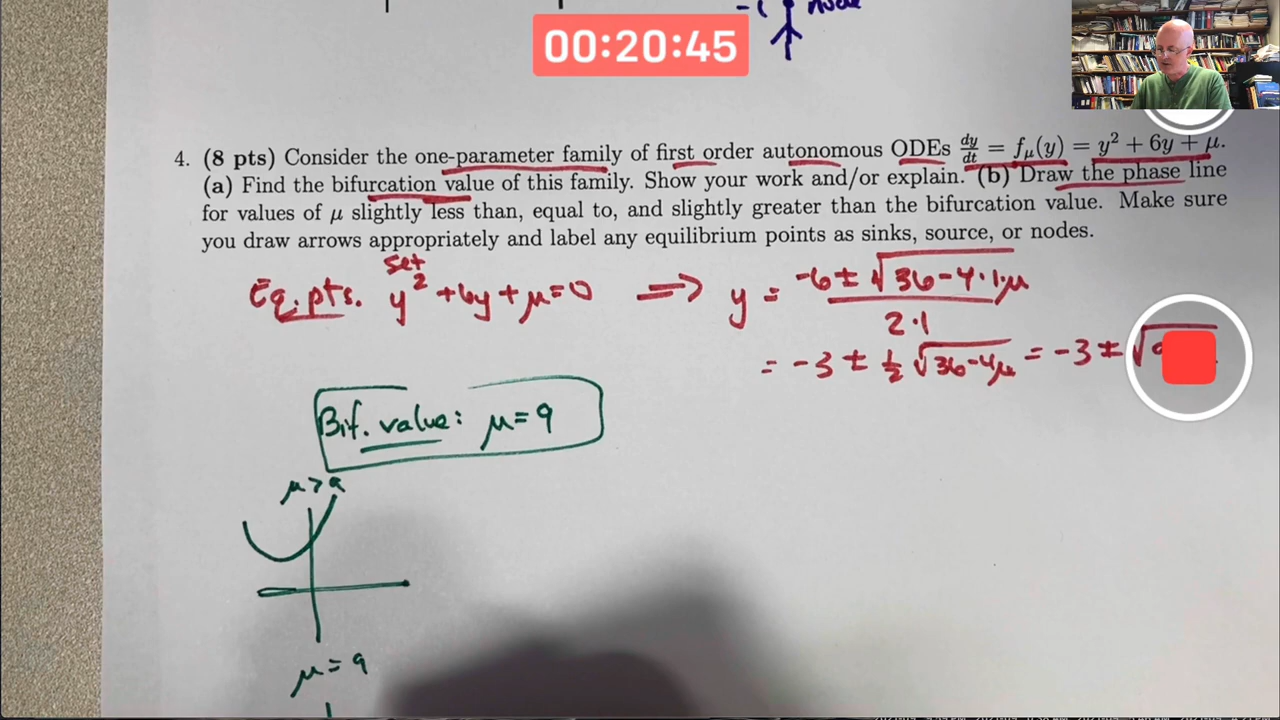 -1 node
00:20:45
4. (8 pts) Consider the one-parameter family of first order autonomous ODEs dy/dt = fμ(y) = y² + 6y + μ.
(a) Find the bifurcation value of this family. Show your work and/or explain. (b) Draw the phase line
for values of μ slightly less than, equal to, and slightly greater than the bifurcation value. Make sure
you draw arrows appropriately and label any equilibrium points as sinks, source, or nodes.
set
Eq. pts. y² + 6y + μ = 0 ⟹ y = (-6 ± √(36 - 4·1μ)) / (2·1)
= -3 ± ½ √(36-4μ) = -3 ± √
Bif. value: μ = 9
μ > 9
μ = 9